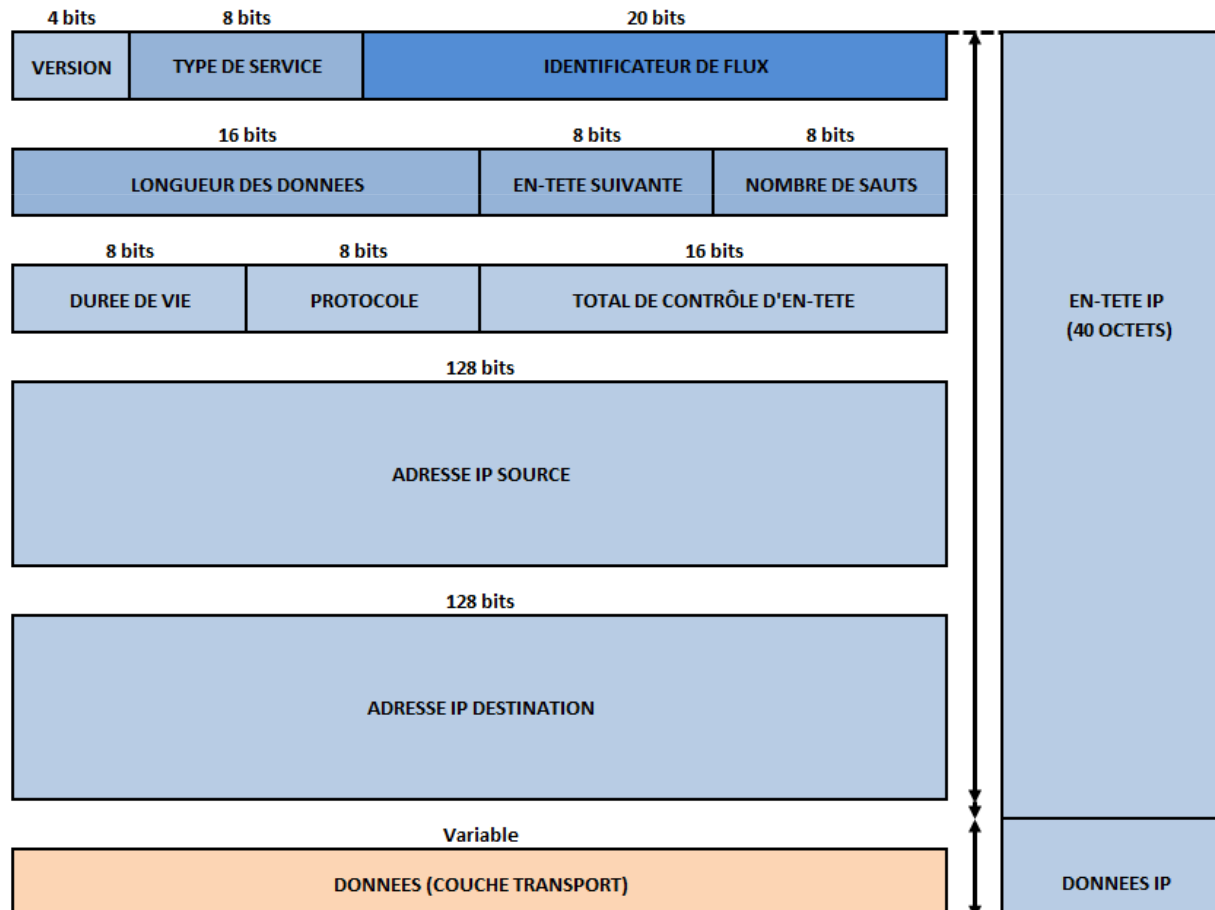 4 bits 8 bits 20 bits
VERSION TYPE DE SERVICE IDENTIFICATEUR DE FLUX
16 bits 8 bits 8 bits
LONGUEUR DES DONNEES EN-TETE SUIVANTE NOMBRE DE SAUTS
8 bits 8 bits 16 bits
DUREE DE VIE PROTOCOLE TOTAL DE CONTRÔLE D'EN-TETE
EN-TETE IP
(40 OCTETS)
128 bits
ADRESSE IP SOURCE
128 bits
ADRESSE IP DESTINATION
Variable
DONNEES (COUCHE TRANSPORT) DONNEES IP